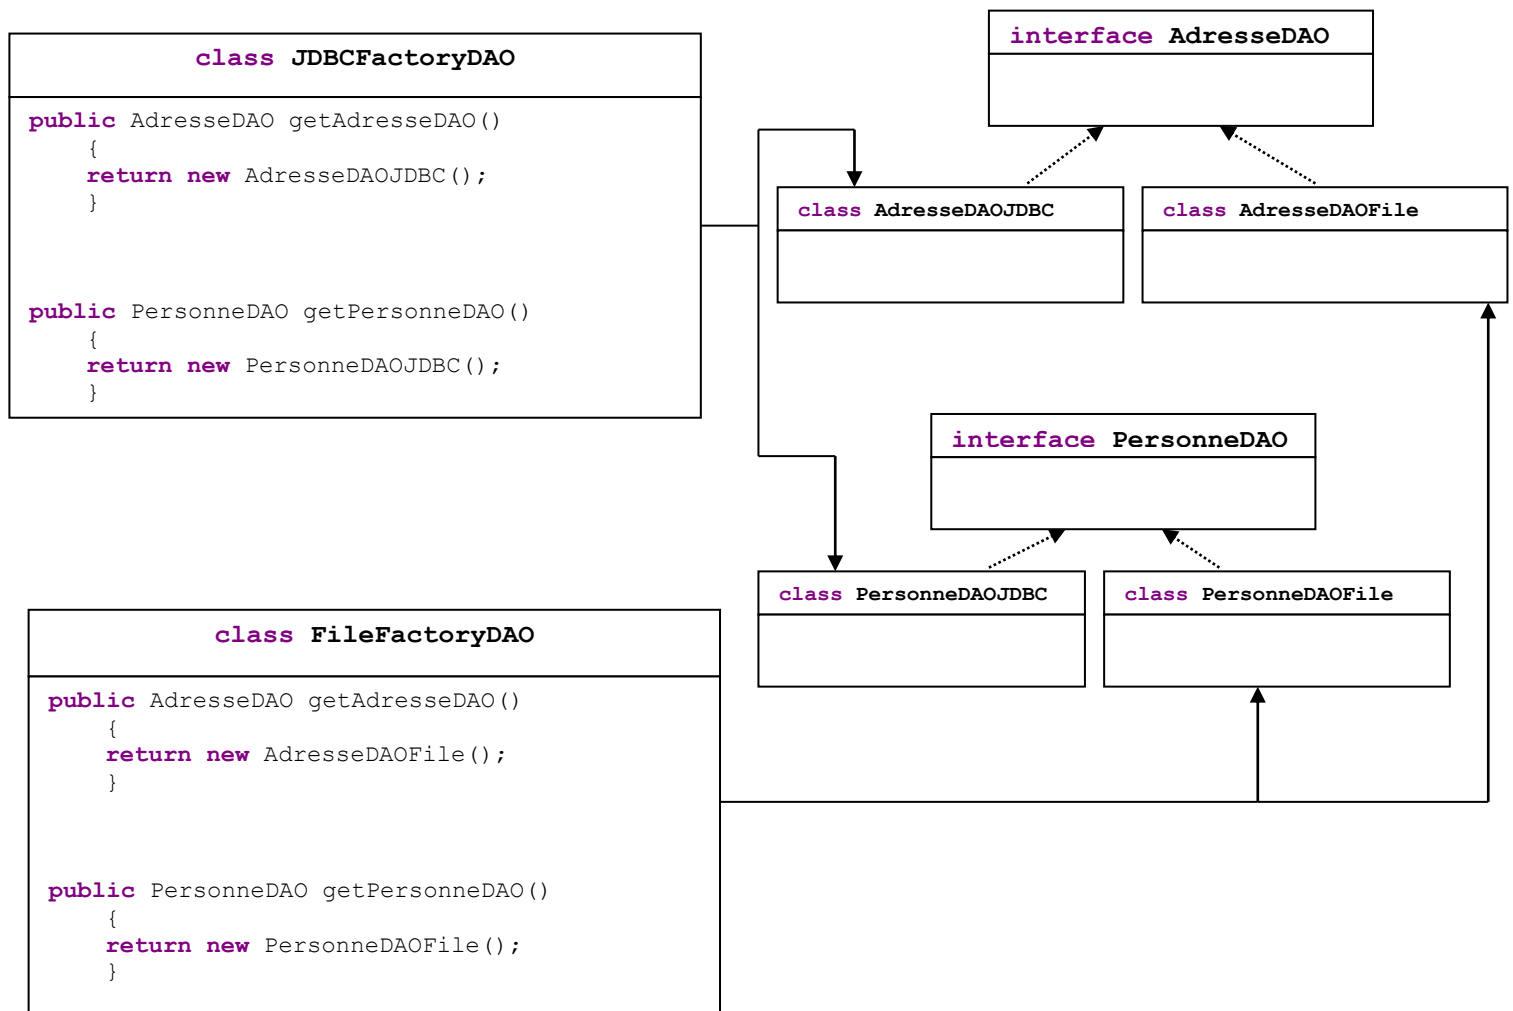 class JDBCFactoryDAO
public AdresseDAO getAdresseDAO()
{
return new AdresseDAOJDBC();
}
public PersonneDAO getPersonneDAO()
{
return new PersonneDAOJDBC();
}
interface AdresseDAO
class AdresseDAOJDBC
class AdresseDAOFile
interface PersonneDAO
class PersonneDAOJDBC
class PersonneDAOFile
class FileFactoryDAO
public AdresseDAO getAdresseDAO()
{
return new AdresseDAOFile();
}
public PersonneDAO getPersonneDAO()
{
return new PersonneDAOFile();
}